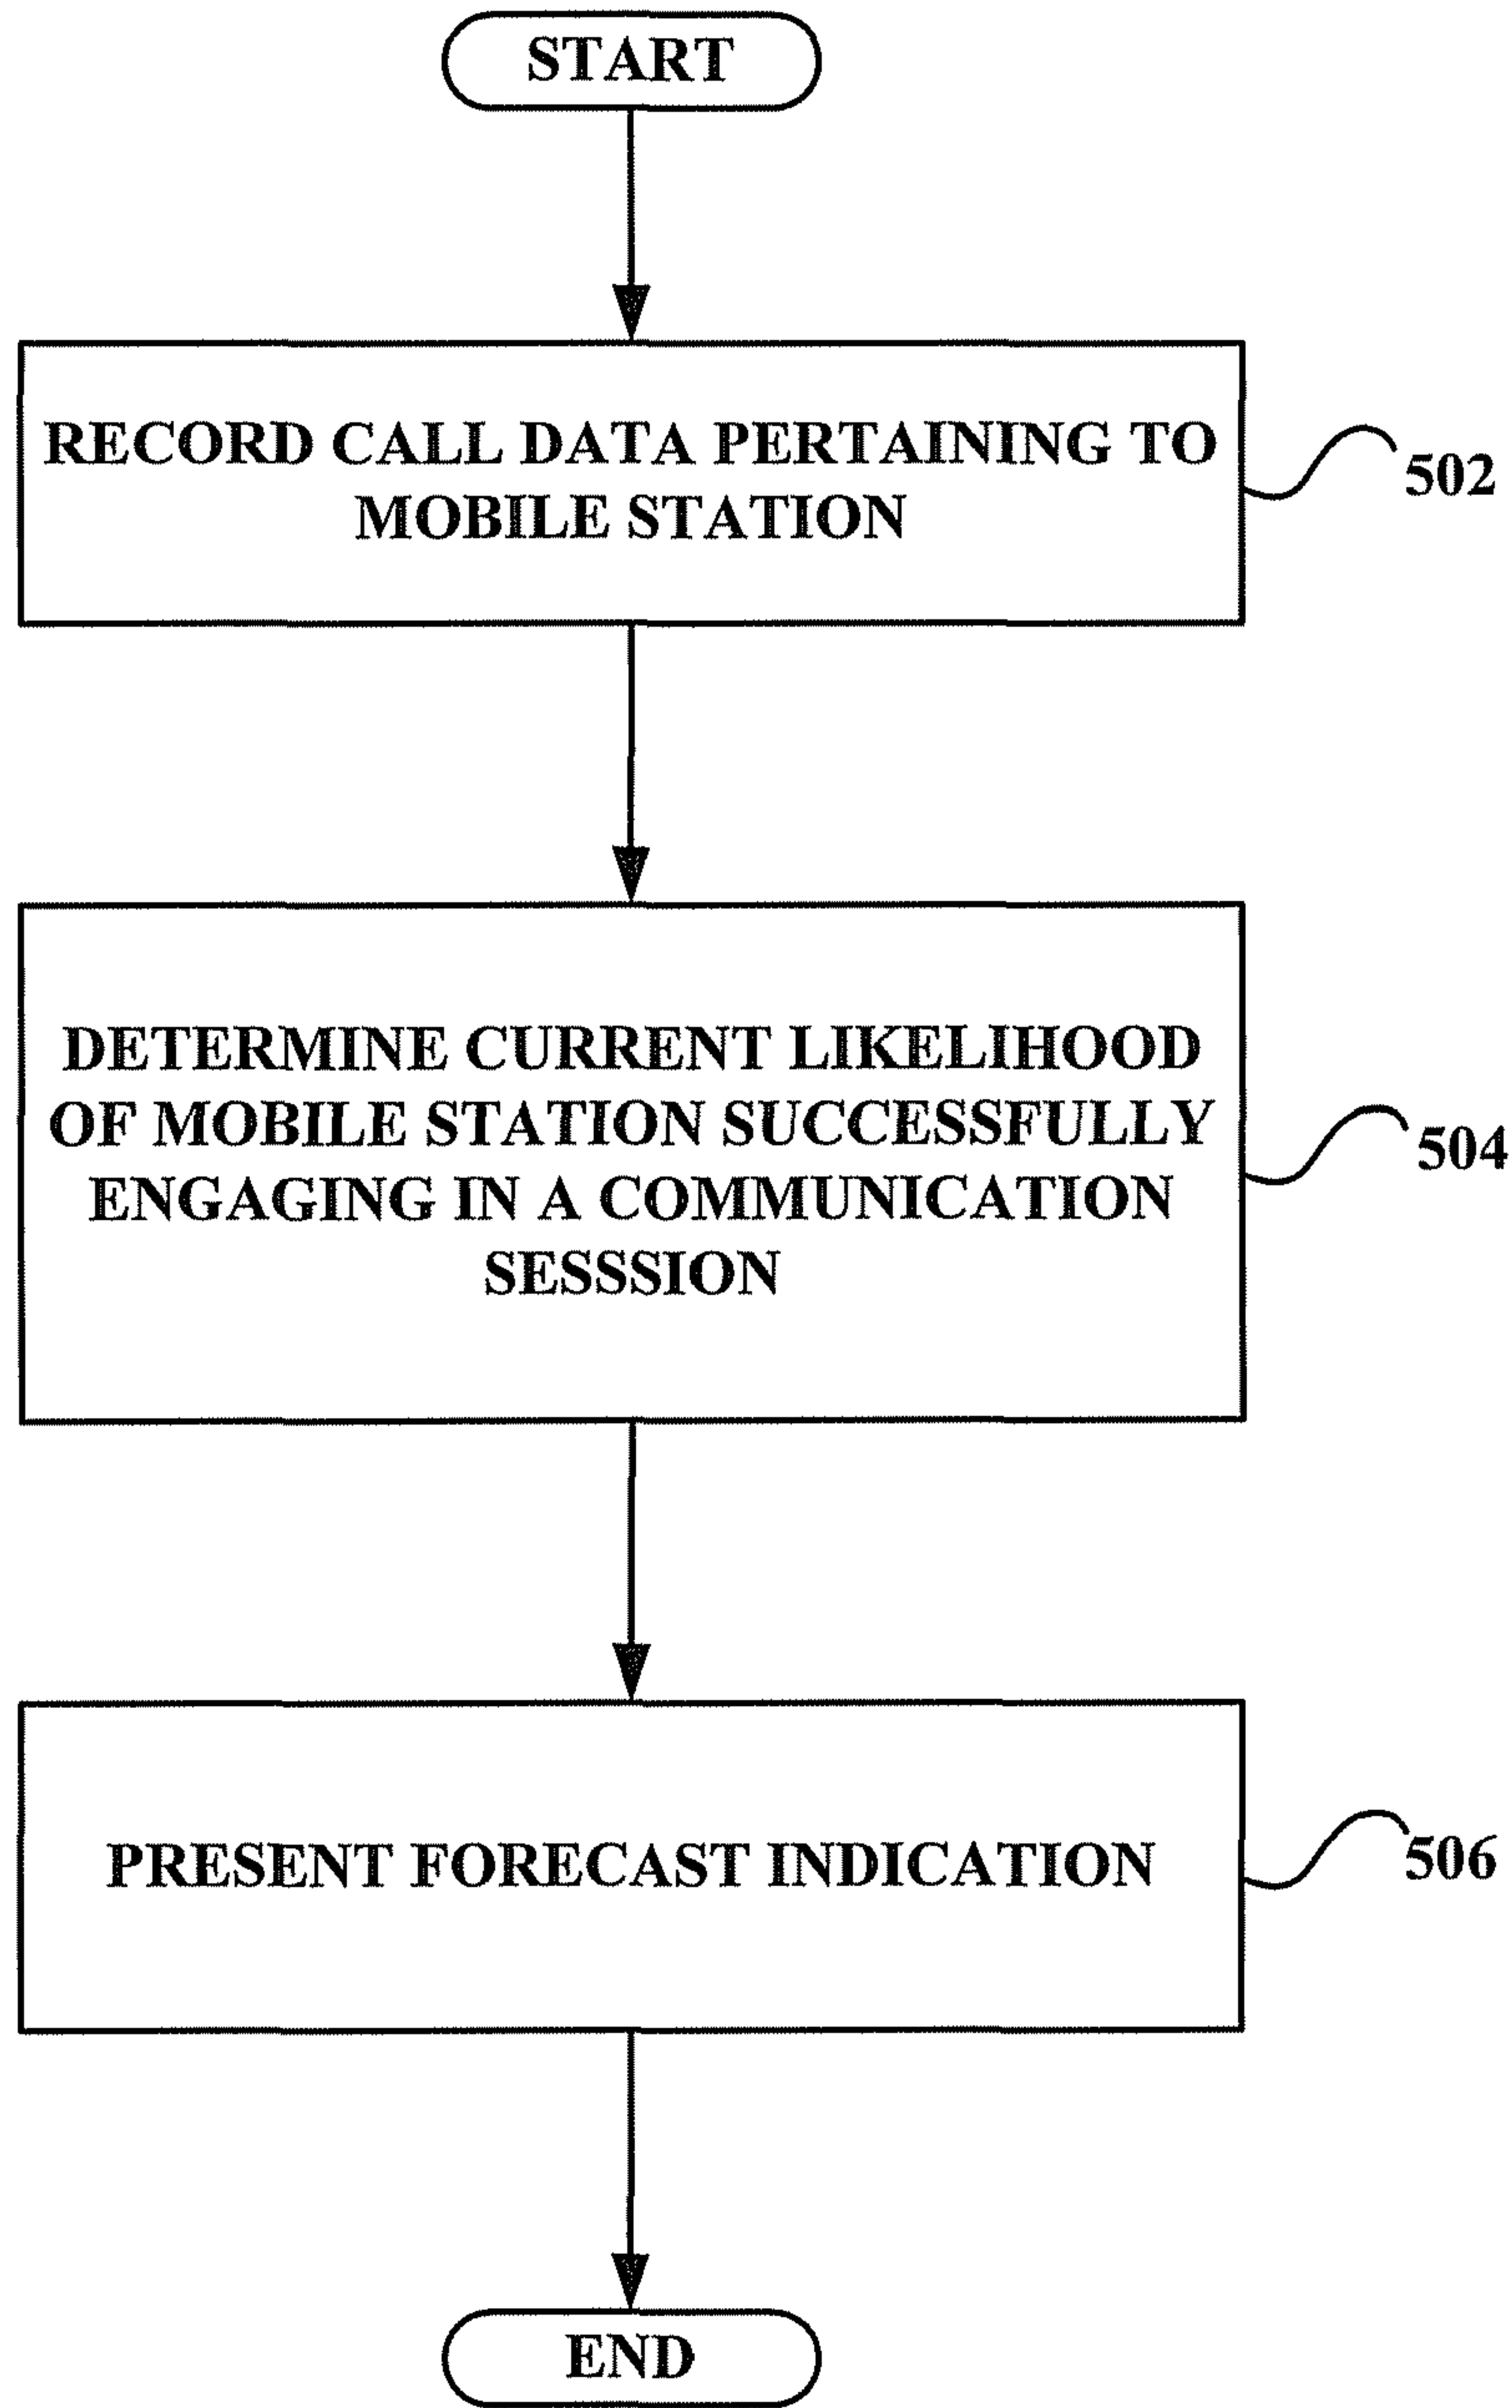 START
RECORD CALL DATA PERTAINING TO
MOBILE STATION
502
DETERMINE CURRENT LIKELIHOOD
OF MOBILE STATION SUCCESSFULLY
ENGAGING IN A COMMUNICATION
SESSSION
504
PRESENT FORECAST INDICATION
506
END